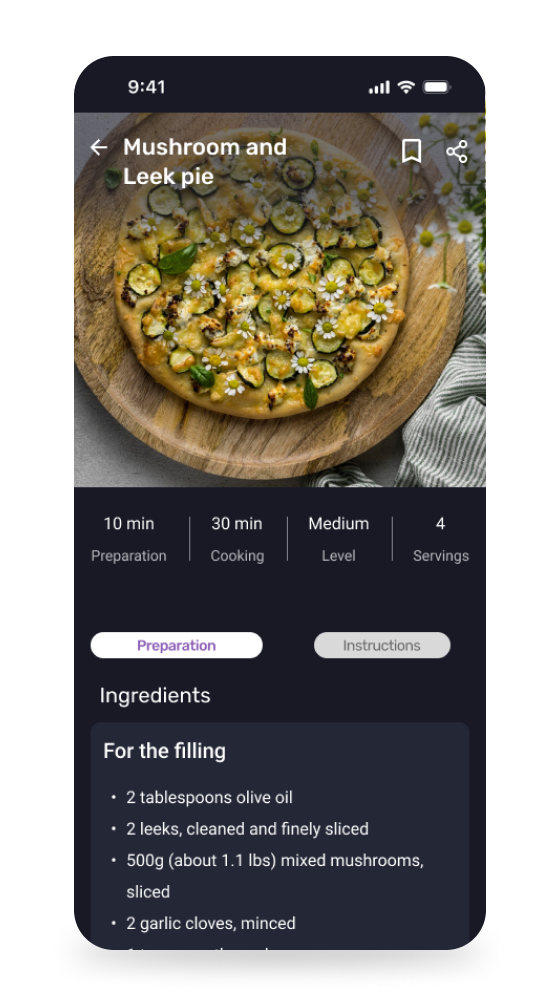 9:41
Mushroom and
Leek pie
10 min
30 min
Medium
4
Preparation
Cooking
Level
Servings
Preparation
Instructions
Ingredients
For the filling
• 2 tablespoons olive oil
• 2 leeks, cleaned and finely sliced
• 500g (about 1.1 lbs) mixed mushrooms,
sliced
• 2 garlic cloves, minced